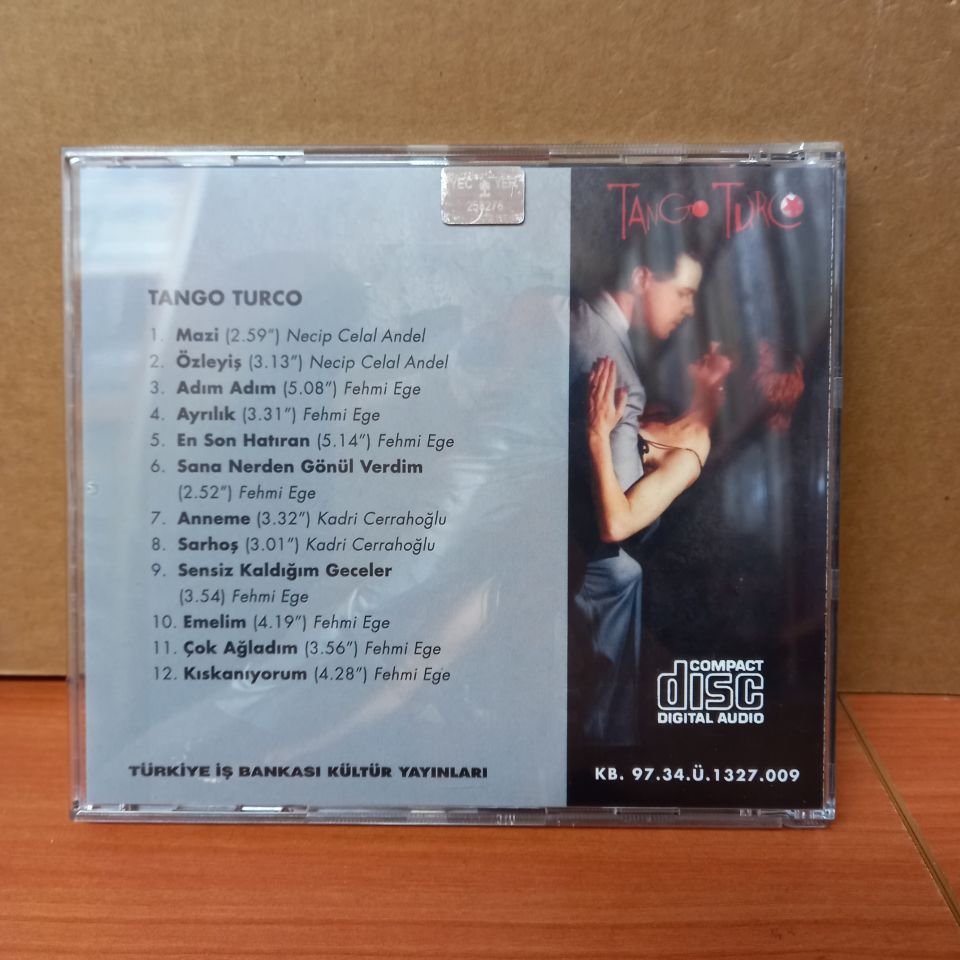 TANGO TURCO
TANGO TURCO
1. Mazi (2.59") Necip Celal Andel
2. Özleyiş (3.13") Necip Celal Andel
3. Adım Adım (5.08") Fehmi Ege
4. Ayrılık (3.31") Fehmi Ege
5. En Son Hatıran (5.14") Fehmi Ege
6. Sana Nerden Gönül Verdim
(2.52") Fehmi Ege
7. Anneme (3.32") Kadri Cerrahoğlu
8. Sarhoş (3.01") Kadri Cerrahoğlu
9. Sensiz Kaldığım Geceler
(3.54) Fehmi Ege
10. Emelim (4.19") Fehmi Ege
11. Çok Ağladım (3.56") Fehmi Ege
12. Kıskanıyorum (4.28") Fehmi Ege
COMPACT
disc
DIGITAL AUDIO
TÜRKİYE İŞ BANKASI KÜLTÜR YAYINLARI
KB. 97.34.Ü.1327.009